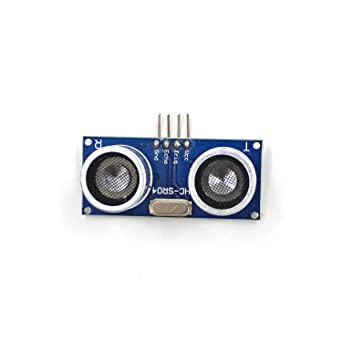 R
T
Gnd
Echo
Trig
Vcc
HC-SR04